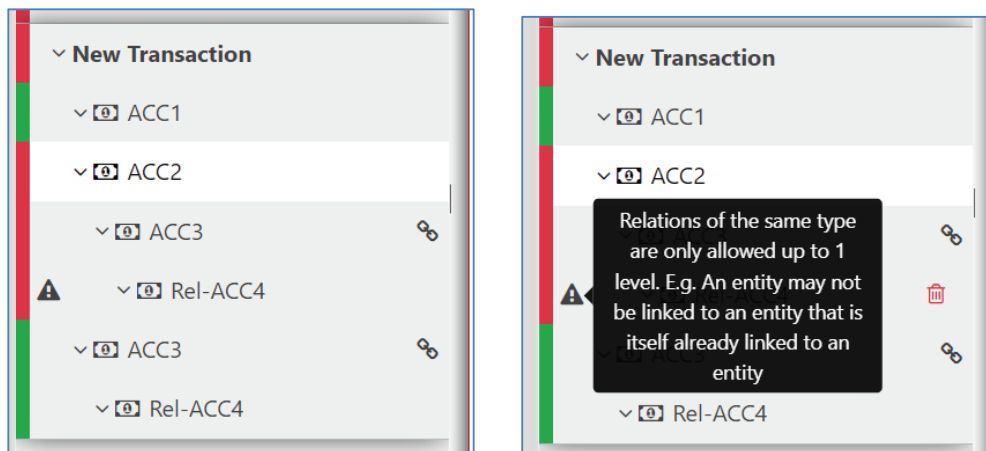 New Transaction
ACC1
ACC2
ACC3
Rel-ACC4
ACC3
Rel-ACC4
New Transaction
ACC1
ACC2
Relations of the same type
are only allowed up to 1
level. E.g. An entity may not
be linked to an entity that is
itself already linked to an
entity
Rel-ACC4